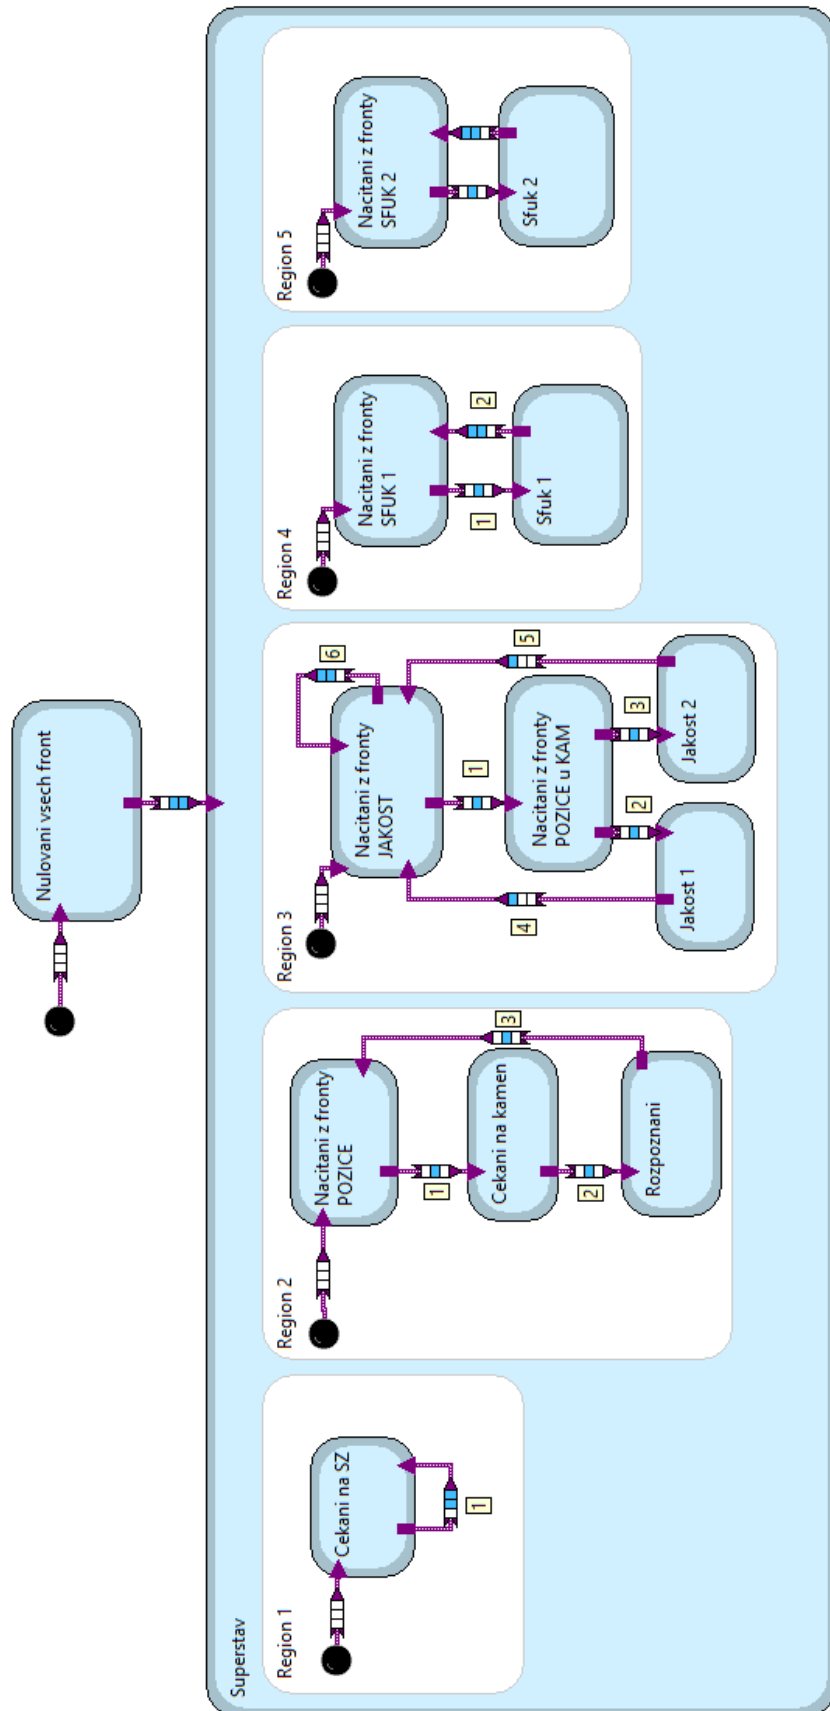 Nulovani vsech front
Superstav
Region 1
Cekani na SZ
1
Region 2
Nacitani z fronty
POZICE
1
Cekani na kamen
2
Rozpoznani
3
Region 3
Nacitani z fronty
JAKOST
6
1
Nacitani z fronty
POZICE u KAM
2
3
4
5
Jakost 1
Jakost 2
Region 4
Nacitani z fronty
SFUK 1
1
2
Sfuk 1
Region 5
Nacitani z fronty
SFUK 2
Sfuk 2